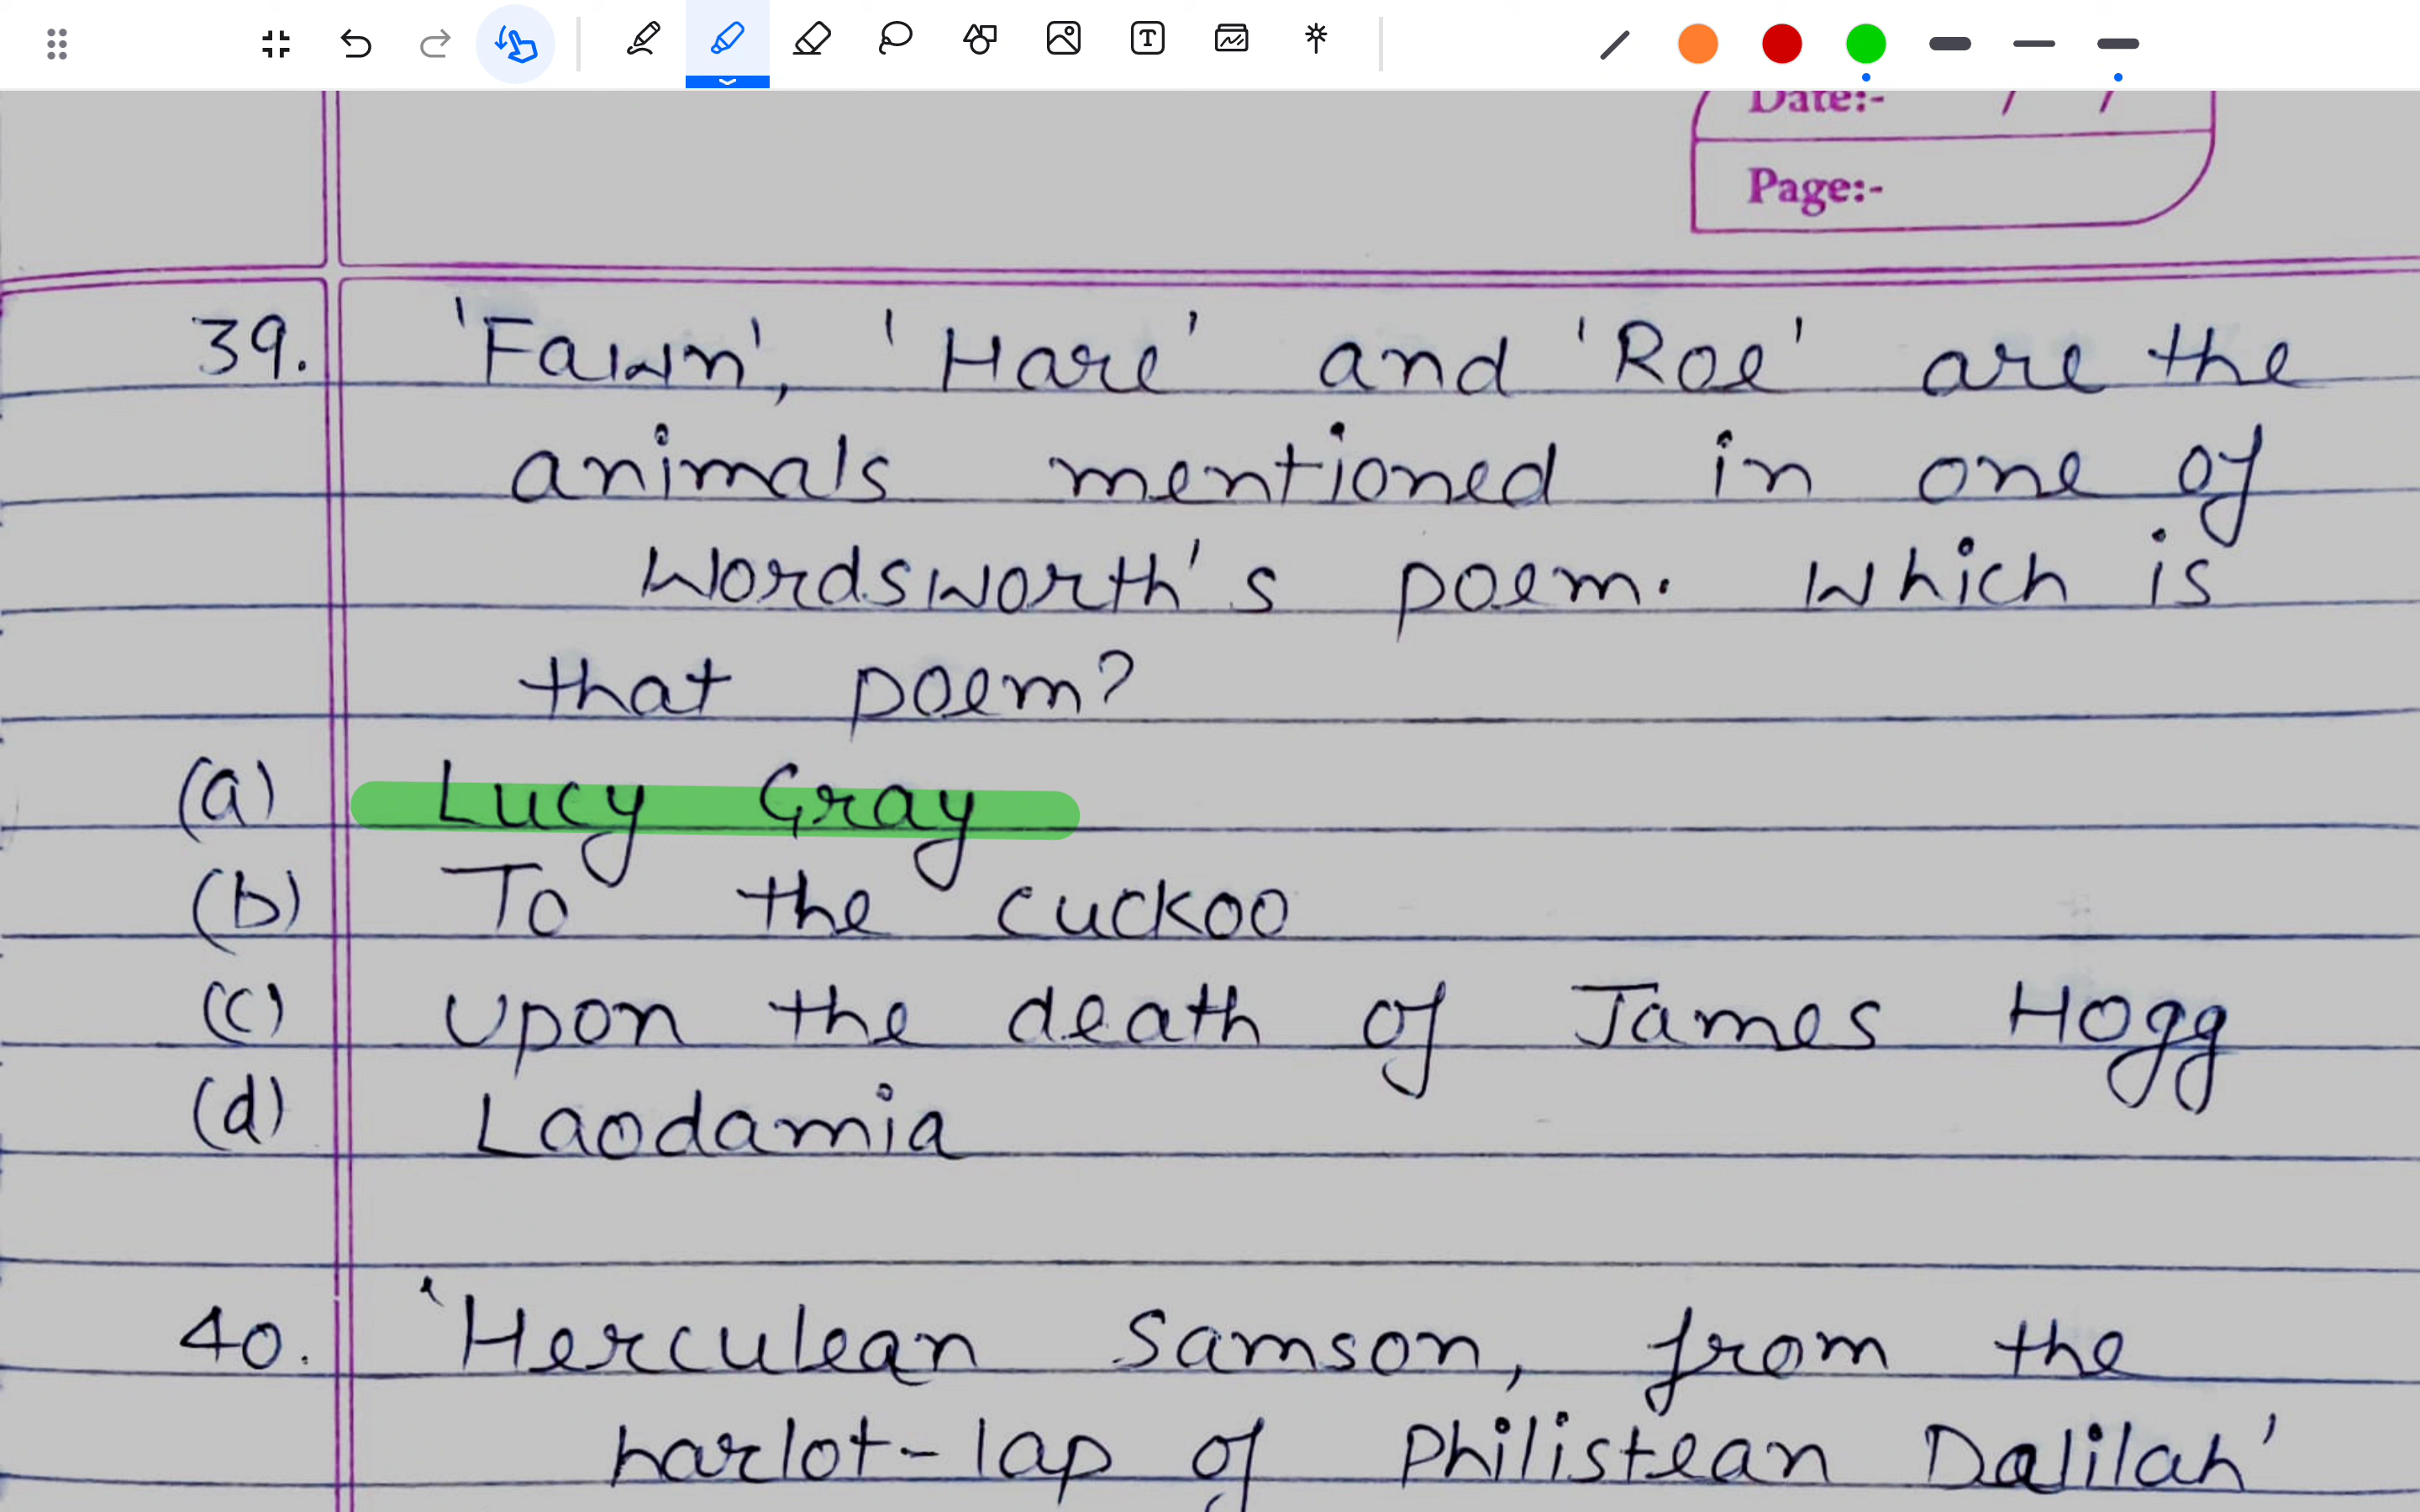 Date:- / /
Page:-
39. 'Fawn', 'Hare' and 'Roe' are the
animals mentioned in one of
Wordsworth's poem. Which is
that poem?
(a) Lucy Gray
(b) To the cuckoo
(c) Upon the death of James Hogg
(d) Laodamia
40. 'Herculean Samson, from the
harlot-lap of Philistean Dalilah'